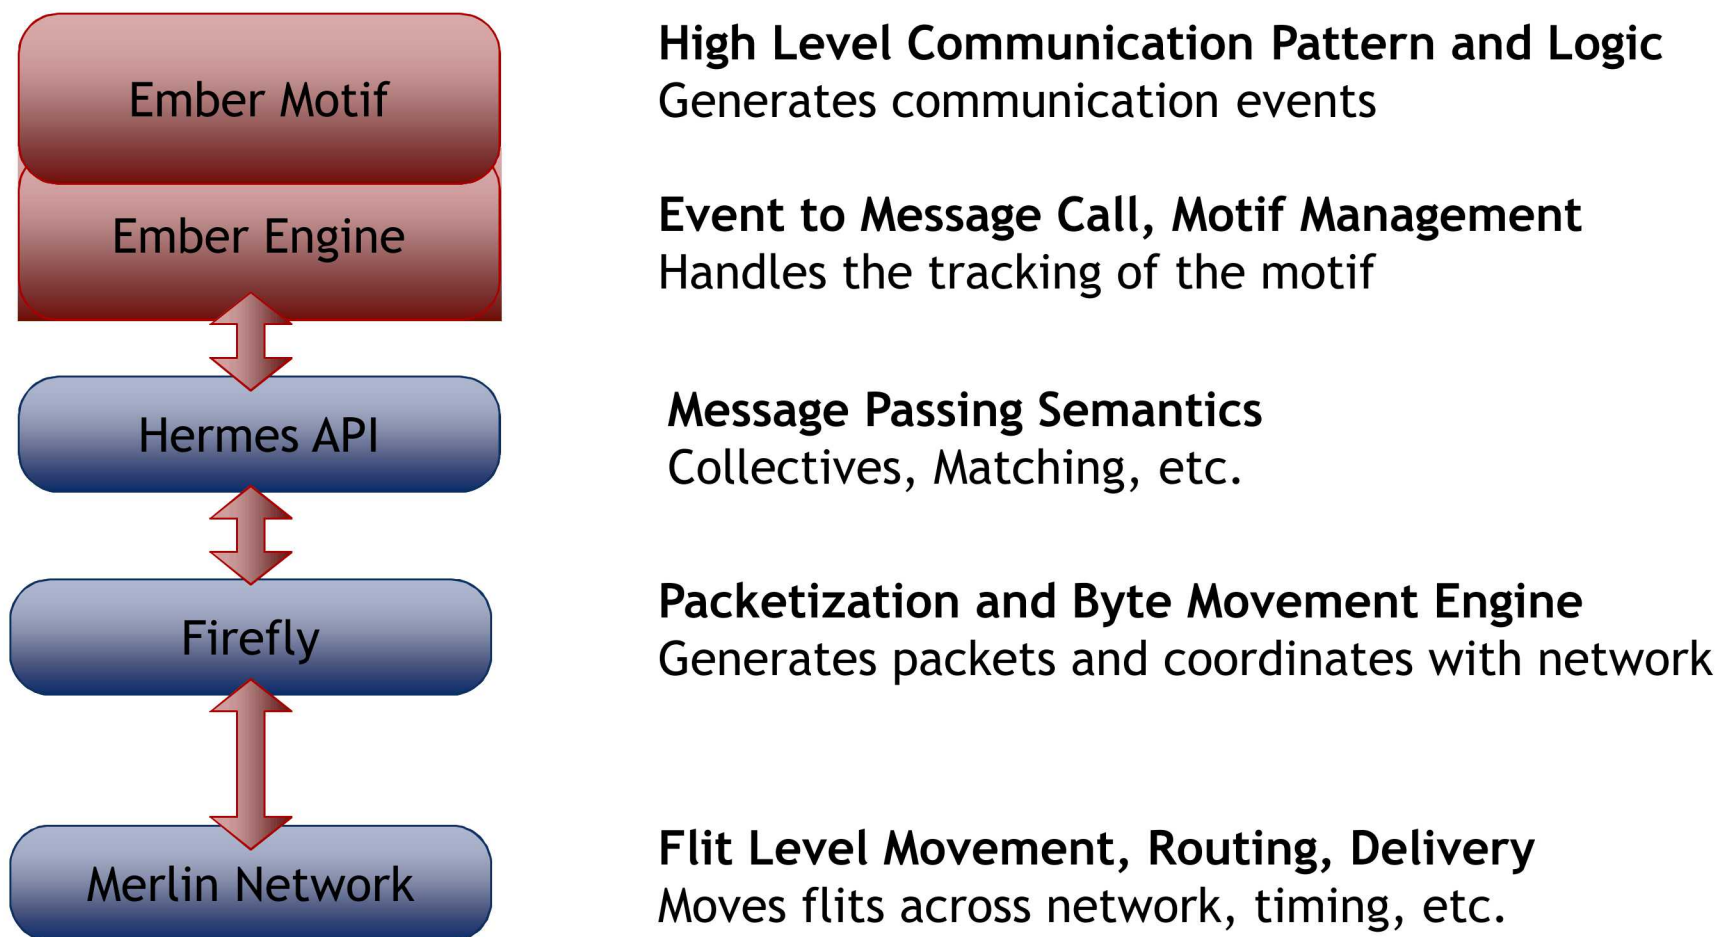 Ember Motif
High Level Communication Pattern and Logic
Generates communication events
Ember Engine
Event to Message Call, Motif Management
Handles the tracking of the motif
Hermes API
Message Passing Semantics
Collectives, Matching, etc.
Firefly
Packetization and Byte Movement Engine
Generates packets and coordinates with network
Merlin Network
Flit Level Movement, Routing, Delivery
Moves flits across network, timing, etc.